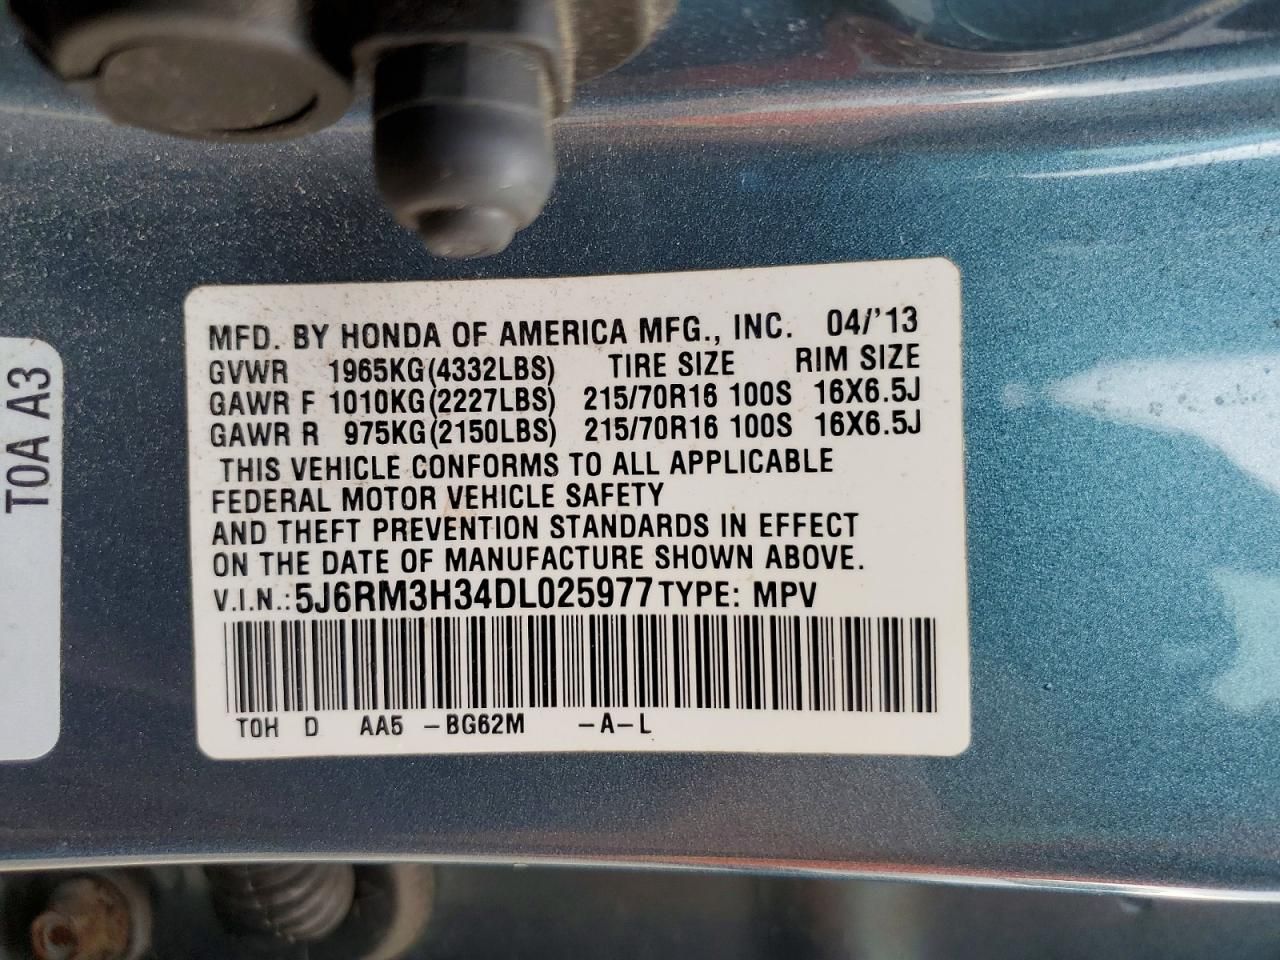 MFD. BY HONDA OF AMERICA MFG., INC. 04/'13
GVWR 1965KG(4332LBS) TIRE SIZE RIM SIZE
GAWR F 1010KG(2227LBS) 215/70R16 100S 16X6.5J
GAWR R 975KG(2150LBS) 215/70R16 100S 16X6.5J
THIS VEHICLE CONFORMS TO ALL APPLICABLE
FEDERAL MOTOR VEHICLE SAFETY
AND THEFT PREVENTION STANDARDS IN EFFECT
ON THE DATE OF MANUFACTURE SHOWN ABOVE.
V.I.N.: 5J6RM3H34DL025977 TYPE: MPV
T0H D AA5 -BG62M -A-L
T0A A3